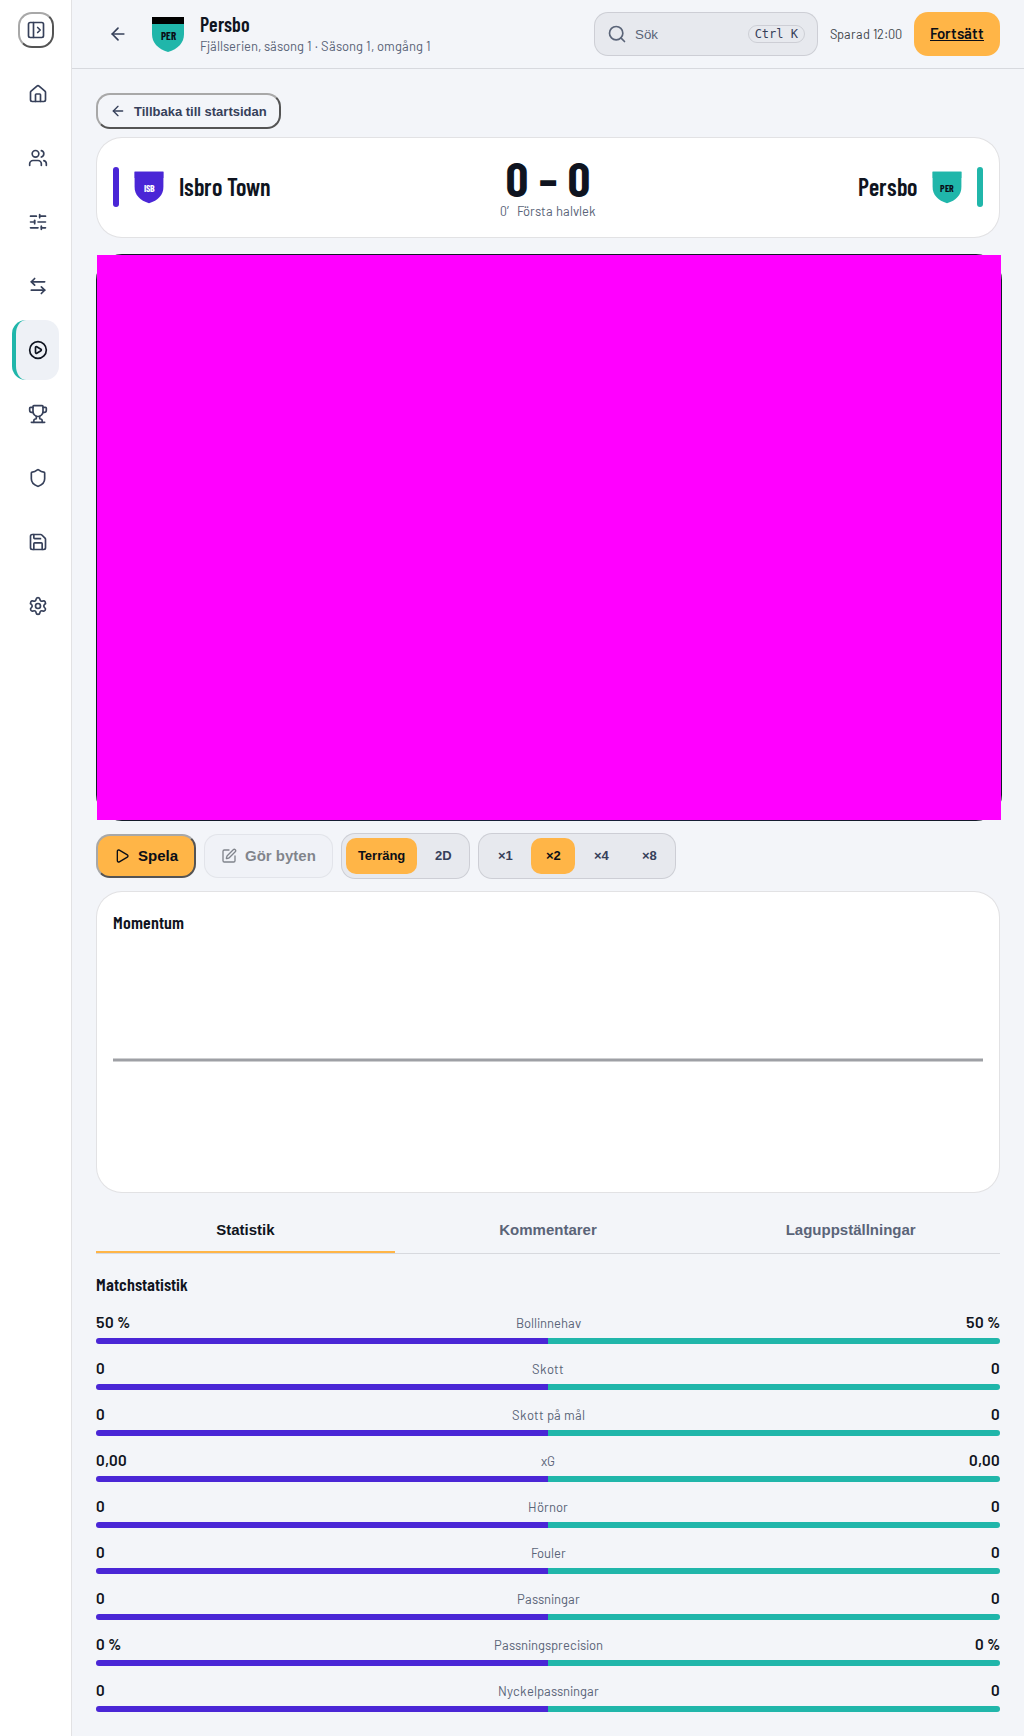 PER
Persbo
Fjällserien, säsong 1 · Säsong 1, omgång 1
Sök
Ctrl K
Sparad 12:00
Fortsätt
Tillbaka till startsidan
ISB
Isbro Town
0 – 0
0′ Första halvlek
Persbo
PER
Spela
Gör byten
Terräng
2D
×1
×2
×4
×8
Momentum
Statistik
Kommentarer
Laguppställningar
Matchstatistik
50 % Bollinnehav 50 %
0 Skott 0
0 Skott på mål 0
0,00 xG 0,00
0 Hörnor 0
0 Fouler 0
0 Passningar 0
0 % Passningsprecision 0 %
0 Nyckelpassningar 0